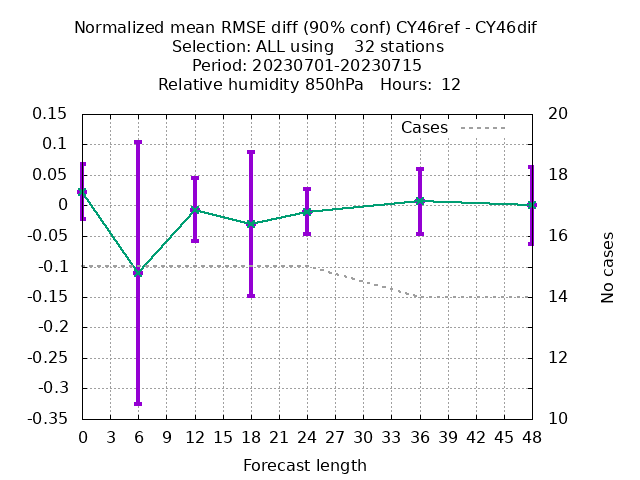 Normalized mean RMSE diff (90% conf) CY46ref - CY46dif
Selection: ALL using    32 stations
Period: 20230701-20230715
Relative humidity 850hPa   Hours:  12
Cases
0.15
0.1
0.05
0
-0.05
-0.1
-0.15
-0.2
-0.25
-0.3
-0.35
20
18
16
14
12
10
No cases
0 3 6 9 12 15 18 21 24 27 30 33 36 39 42 45 48
Forecast length